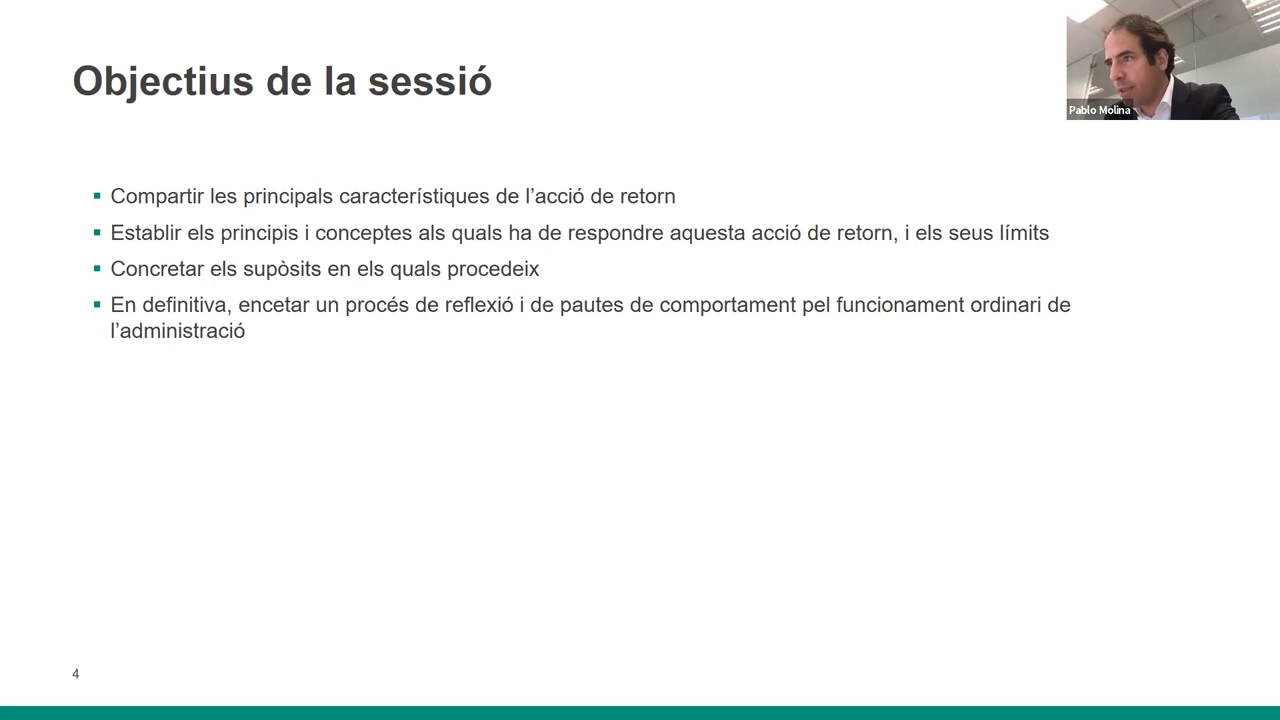 Objectius de la sessió
Pablo Molina
Compartir les principals característiques de l’acció de retorn
Establir els principis i conceptes als quals ha de respondre aquesta acció de retorn, i els seus límits
Concretar els supòsits en els quals procedeix
En definitiva, encetar un procés de reflexió i de pautes de comportament pel funcionament ordinari de
l’administració
4